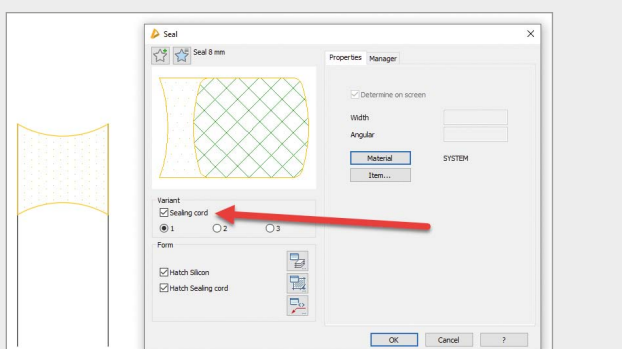 Seal
Seal 8 mm
Properties
Manager
Determine on screen
Width
Angular
Material
SYSTEM
Item...
Variant
Sealing cord
1
2
3
Form
Hatch Silicon
Hatch Sealing cord
OK
Cancel
?